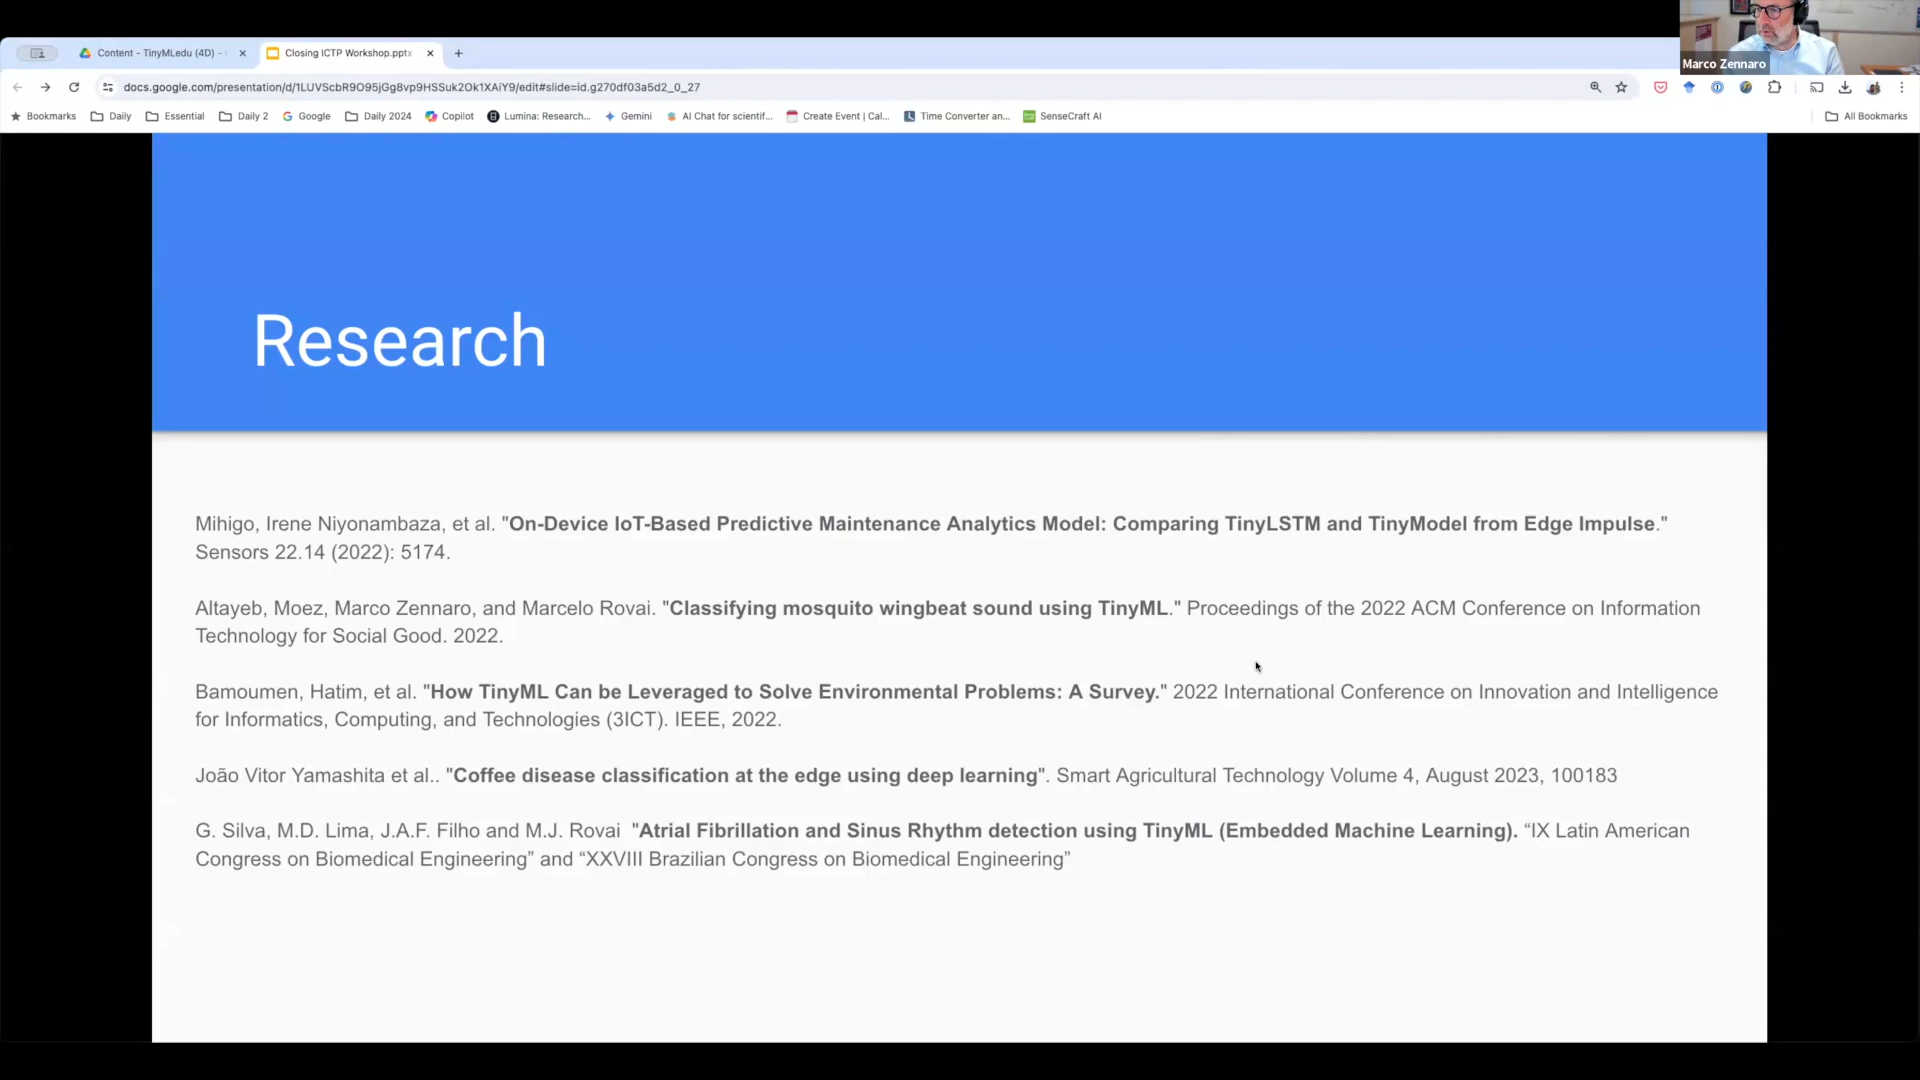 Marco Zennaro
Content - TinyMLedu (4D) -
Closing ICTP Workshop.pptx
docs.google.com/presentation/d/1LUVScbR9O95jGg8vp9HSSuk2Ok1XAiY9/edit#slide=id.g270df03a5d2_0_27
Bookmarks Daily Essential Daily 2 Google Daily 2024 Copilot Lumina: Research... Gemini AI Chat for scientif... Create Event | Cal... Time Converter an... SenseCraft AI All Bookmarks
Research
Mihigo, Irene Niyonambaza, et al. "On-Device IoT-Based Predictive Maintenance Analytics Model: Comparing TinyLSTM and TinyModel from Edge Impulse."
Sensors 22.14 (2022): 5174.
Altayeb, Moez, Marco Zennaro, and Marcelo Rovai. "Classifying mosquito wingbeat sound using TinyML." Proceedings of the 2022 ACM Conference on Information
Technology for Social Good. 2022.
Bamoumen, Hatim, et al. "How TinyML Can be Leveraged to Solve Environmental Problems: A Survey." 2022 International Conference on Innovation and Intelligence
for Informatics, Computing, and Technologies (3ICT). IEEE, 2022.
João Vitor Yamashita et al.. "Coffee disease classification at the edge using deep learning". Smart Agricultural Technology Volume 4, August 2023, 100183
G. Silva, M.D. Lima, J.A.F. Filho and M.J. Rovai "Atrial Fibrillation and Sinus Rhythm detection using TinyML (Embedded Machine Learning). “IX Latin American
Congress on Biomedical Engineering” and “XXVIII Brazilian Congress on Biomedical Engineering”